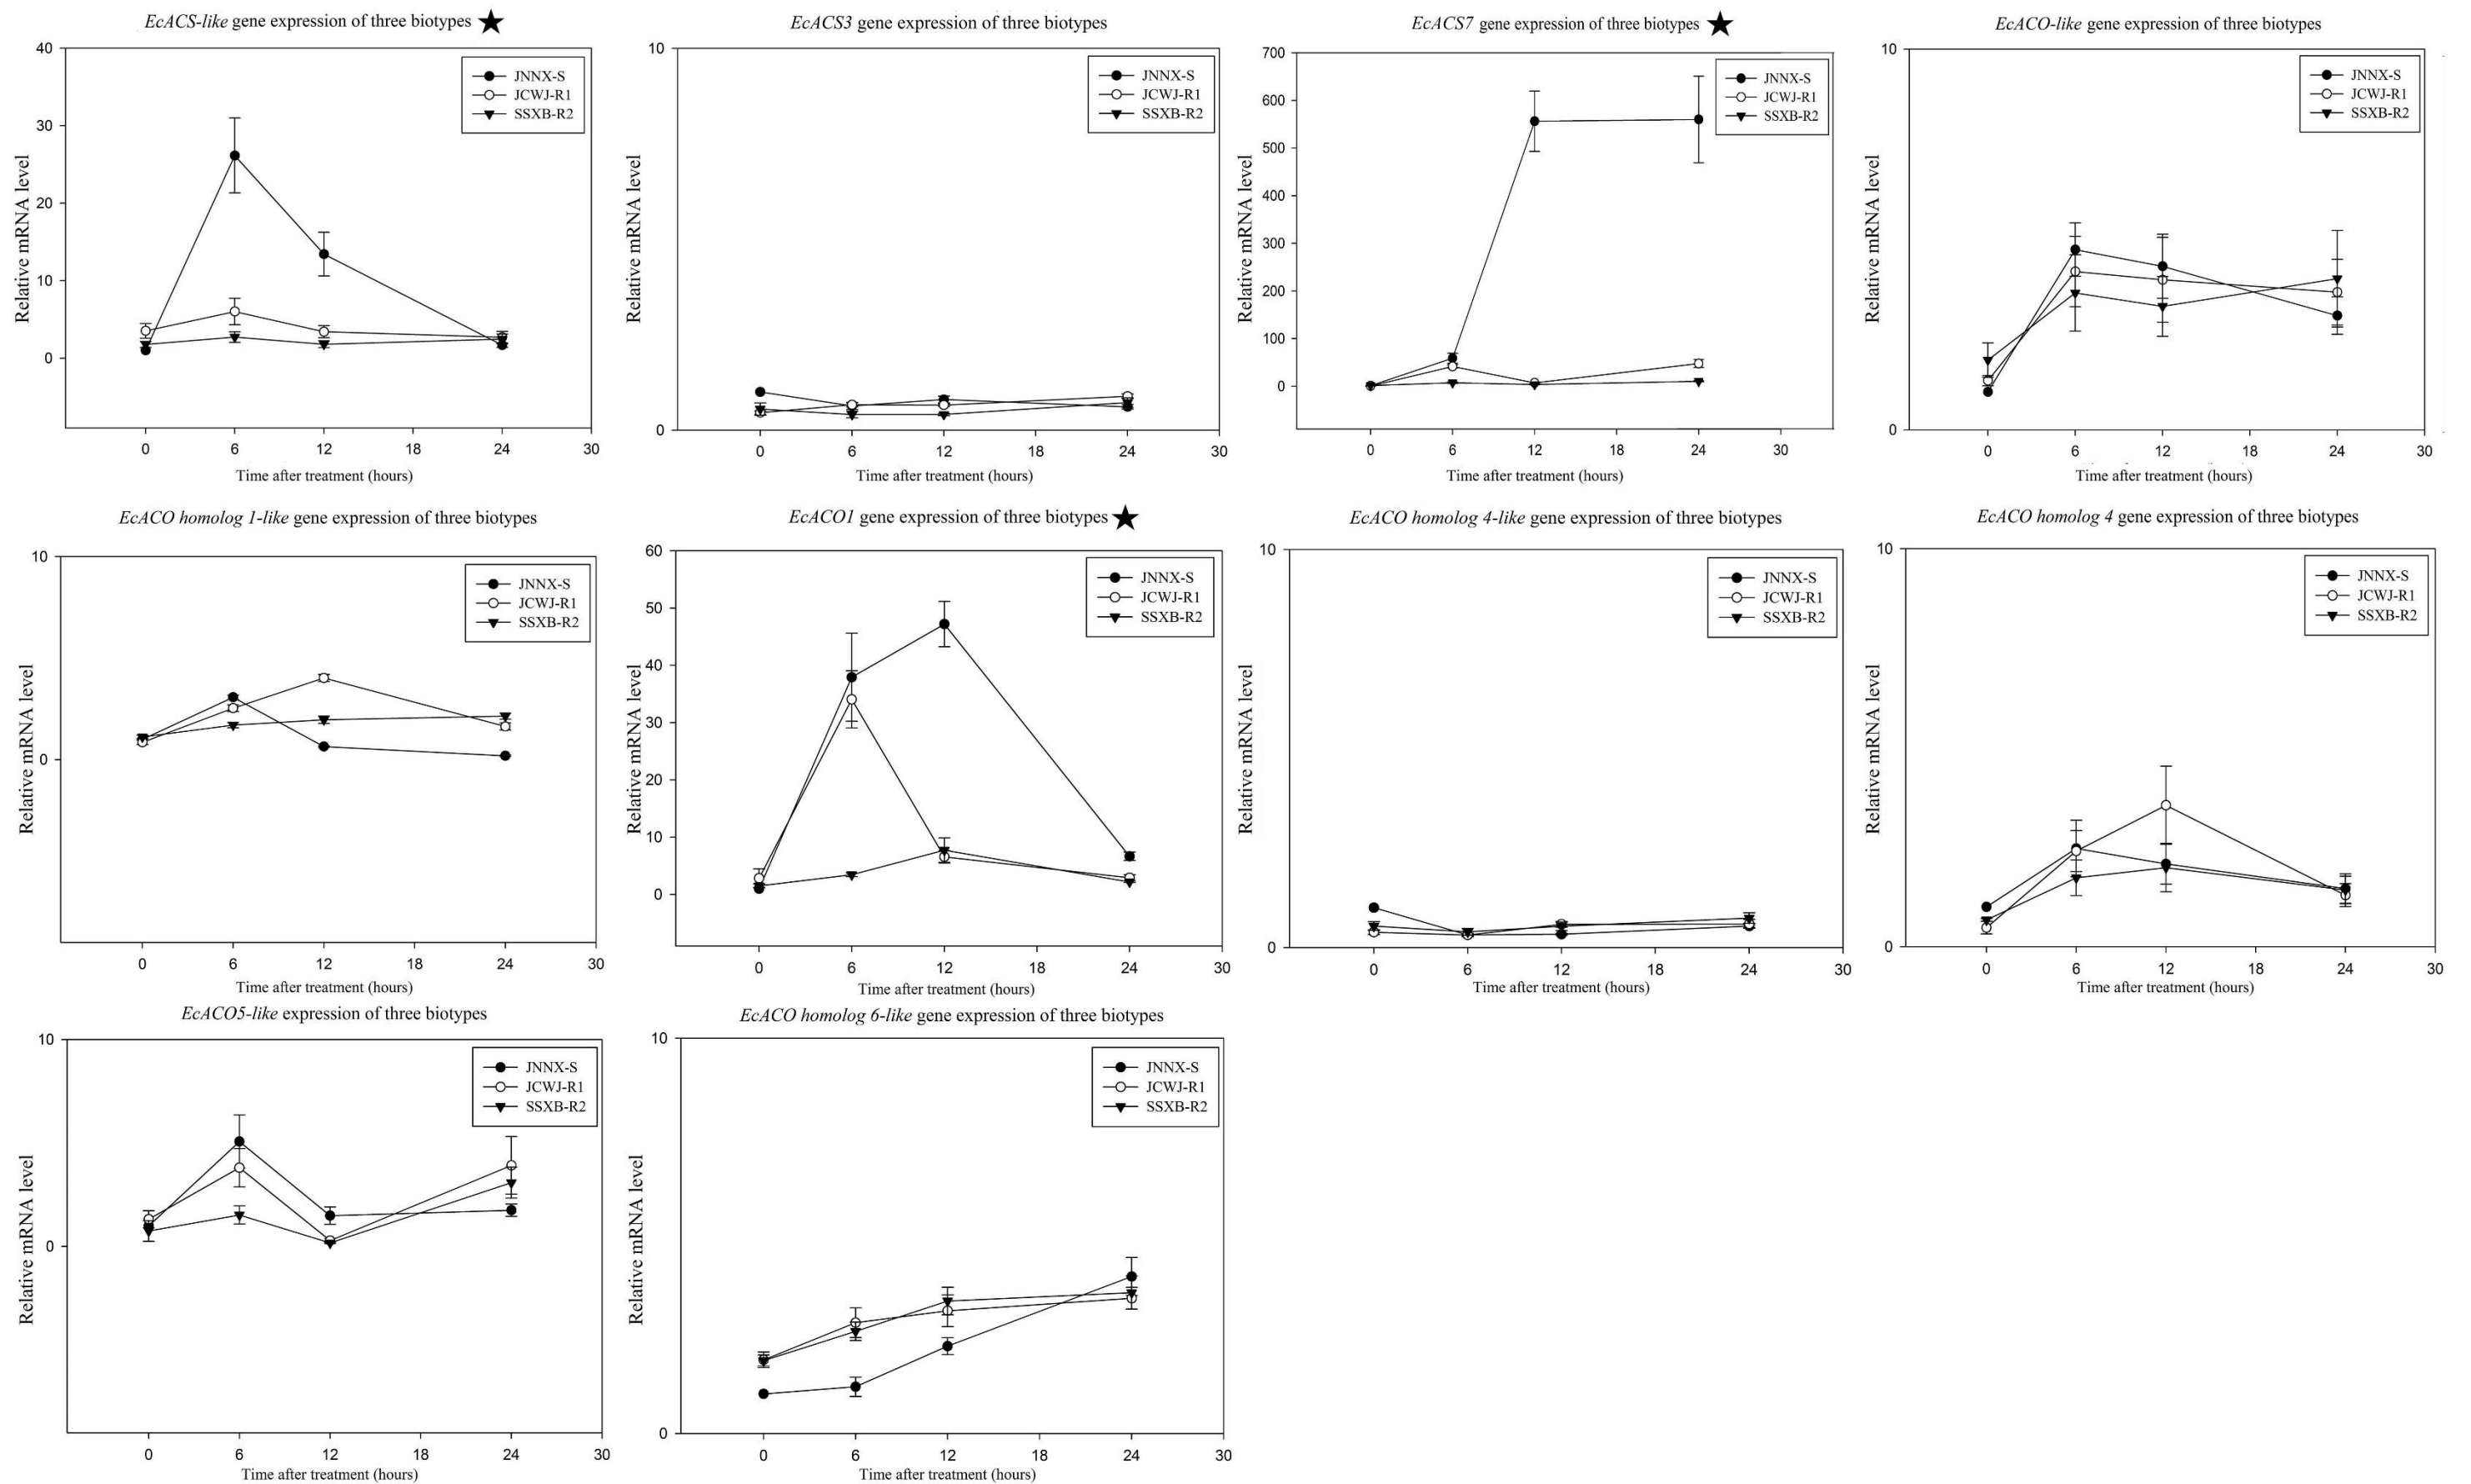 EcACS-like gene expression of three biotypes ★
40
30
20
10
0
0 6 12 18 24 30
Relative mRNA level
Time after treatment (hours)
JNNX-S
JCWJ-R1
SSXB-R2
EcACS3 gene expression of three biotypes
10
0
0 6 12 18 24 30
Relative mRNA level
Time after treatment (hours)
JNNX-S
JCWJ-R1
SSXB-R2
EcACS7 gene expression of three biotypes ★
700
600
500
400
300
200
100
0
0 6 12 18 24 30
Relative mRNA level
Time after treatment (hours)
JNNX-S
JCWJ-R1
SSXB-R2
EcACO-like gene expression of three biotypes
10
0
0 6 12 18 24 30
Relative mRNA level
Time after treatment (hours)
JNNX-S
JCWJ-R1
SSXB-R2
EcACO homolog 1-like gene expression of three biotypes
10
0
0 6 12 18 24 30
Relative mRNA level
Time after treatment (hours)
JNNX-S
JCWJ-R1
SSXB-R2
EcACO1 gene expression of three biotypes ★
60
50
40
30
20
10
0
0 6 12 18 24 30
Relative mRNA level
Time after treatment (hours)
JNNX-S
JCWJ-R1
SSXB-R2
EcACO homolog 4-like gene expression of three biotypes
10
0
0 6 12 18 24 30
Relative mRNA level
Time after treatment (hours)
JNNX-S
JCWJ-R1
SSXB-R2
EcACO homolog 4 gene expression of three biotypes
10
0
0 6 12 18 24 30
Relative mRNA level
Time after treatment (hours)
JNNX-S
JCWJ-R1
SSXB-R2
EcACO5-like expression of three biotypes
10
0
0 6 12 18 24 30
Relative mRNA level
Time after treatment (hours)
JNNX-S
JCWJ-R1
SSXB-R2
EcACO homolog 6-like gene expression of three biotypes
10
0
0 6 12 18 24 30
Relative mRNA level
Time after treatment (hours)
JNNX-S
JCWJ-R1
SSXB-R2